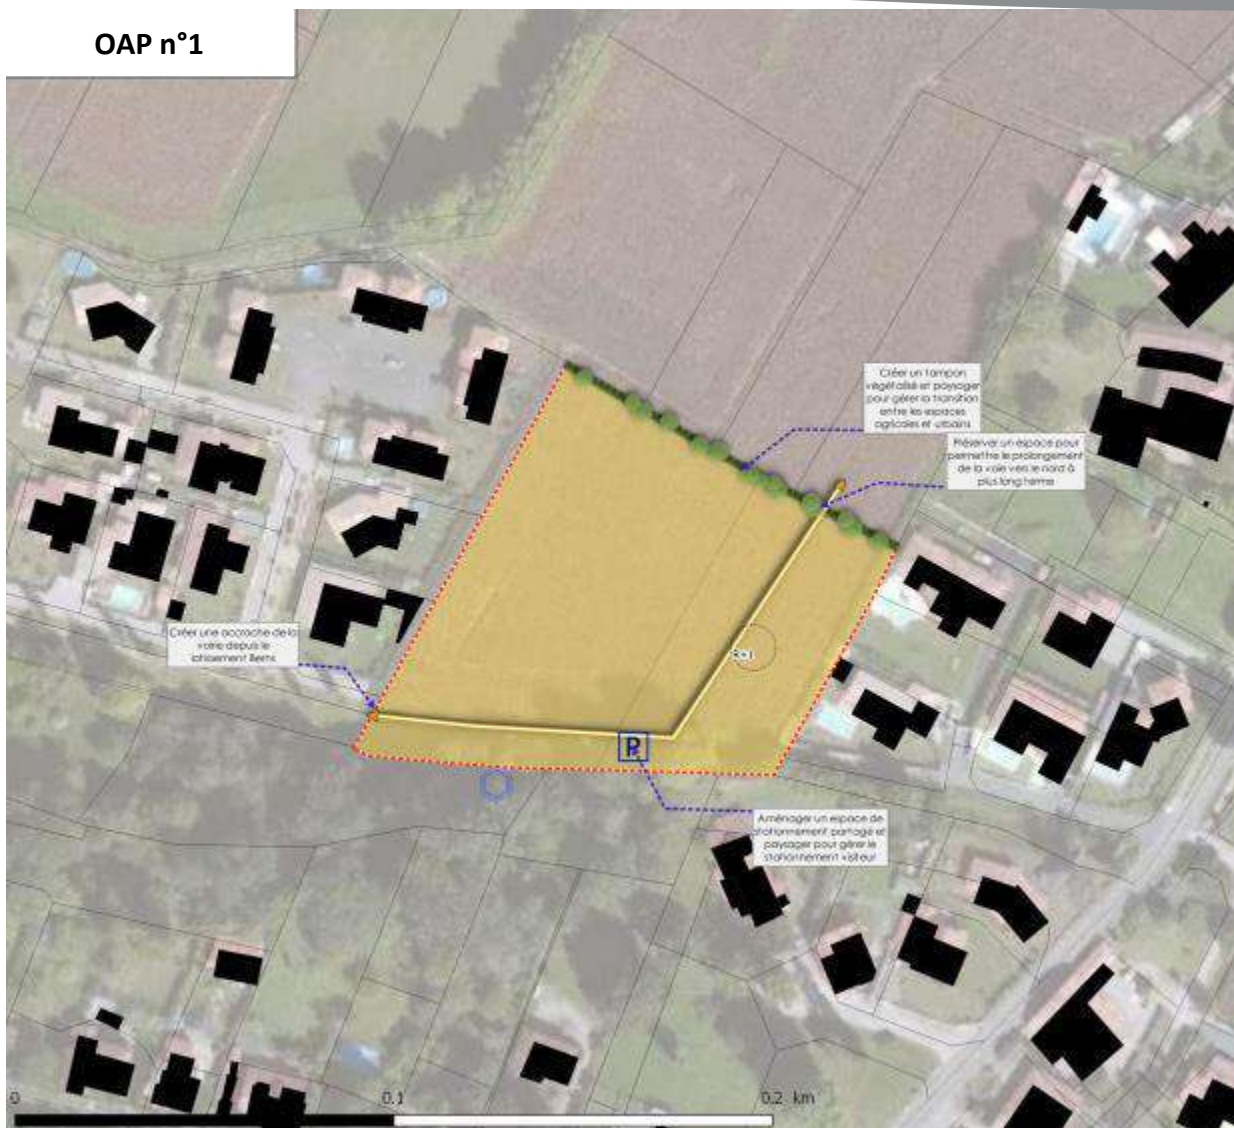 OAP n°1
Créer un tampon
végétalisé et paysager
pour gérer la transition
entre les espaces
agricoles et urbains
Préserver un espace pour
permettre le prolongement
de la voie vers le nord à
plus long terme
Créer une accroche de la
voirie depuis le
lotissement
R+1
P
Aménager un espace de
stationnement partagé et
paysager pour gérer le
stationnement visiteur
0
0.1
0.2 km